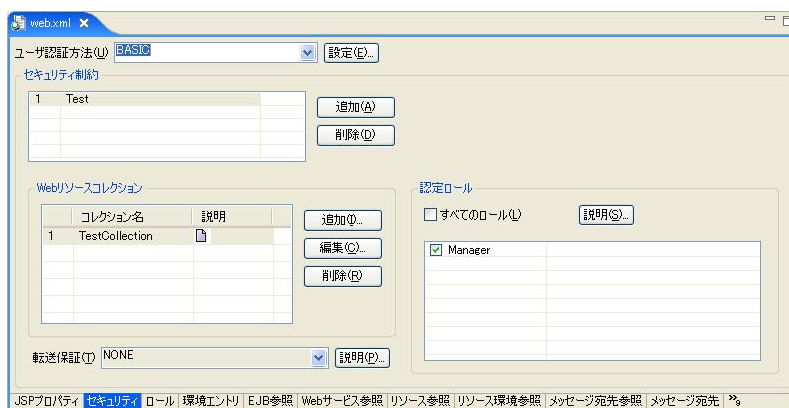 web.xml
ユーザ認証方法(U) BASIC 設定(E)...
セキュリティ制約
1 Test
追加(A)
削除(D)
Webリソースコレクション
コレクション名 説明
1 TestCollection
追加(I)...
編集(C)...
削除(R)
認定ロール
すべてのロール(L) 説明(S)...
Manager
転送保証(T) NONE 説明(P)...
JSPプロパティ セキュリティ ロール 環境エントリ EJB参照 Webサービス参照 リソース参照 リソース環境参照 メッセージ宛先参照 メッセージ宛先 »9